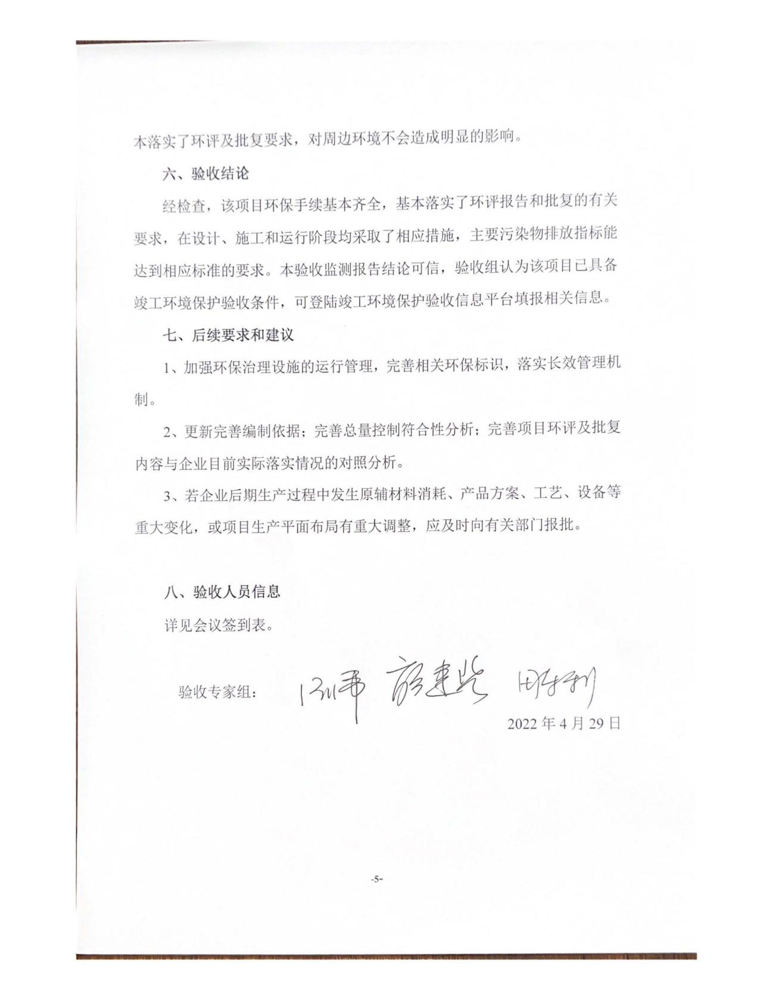 本落实了环评及批复要求，对周边环境不会造成明显的影响。
六、验收结论
经检查，该项目环保手续基本齐全，基本落实了环评报告和批复的有关
要求，在设计、施工和运行阶段均采取了相应措施，主要污染物排放指标能
达到相应标准的要求。本验收监测报告结论可信，验收组认为该项目已具备
竣工环境保护验收条件，可登陆竣工环境保护验收信息平台填报相关信息。
七、后续要求和建议
1、加强环保治理设施的运行管理，完善相关环保标识，落实长效管理机
制。
2、更新完善编制依据；完善总量控制符合性分析；完善项目环评及批复
内容与企业目前实际落实情况的对照分析。
3、若企业后期生产过程中发生原辅材料消耗、产品方案、工艺、设备等
重大变化，或项目生产平面布局有重大调整，应及时向有关部门报批。
八、验收人员信息
详见会议签到表。
验收专家组：
2022 年 4 月 29 日
-5-